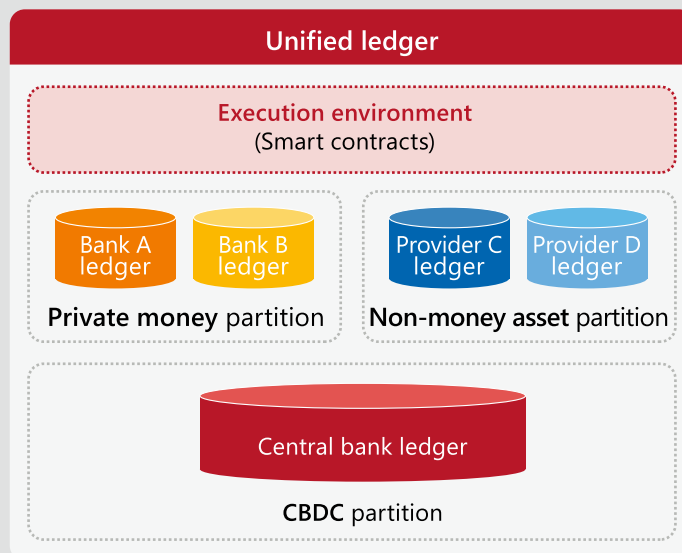 Unified ledger
Execution environment
(Smart contracts)
Bank A
ledger
Bank B
ledger
Private money partition
Provider C
ledger
Provider D
ledger
Non-money asset partition
Central bank ledger
CBDC partition